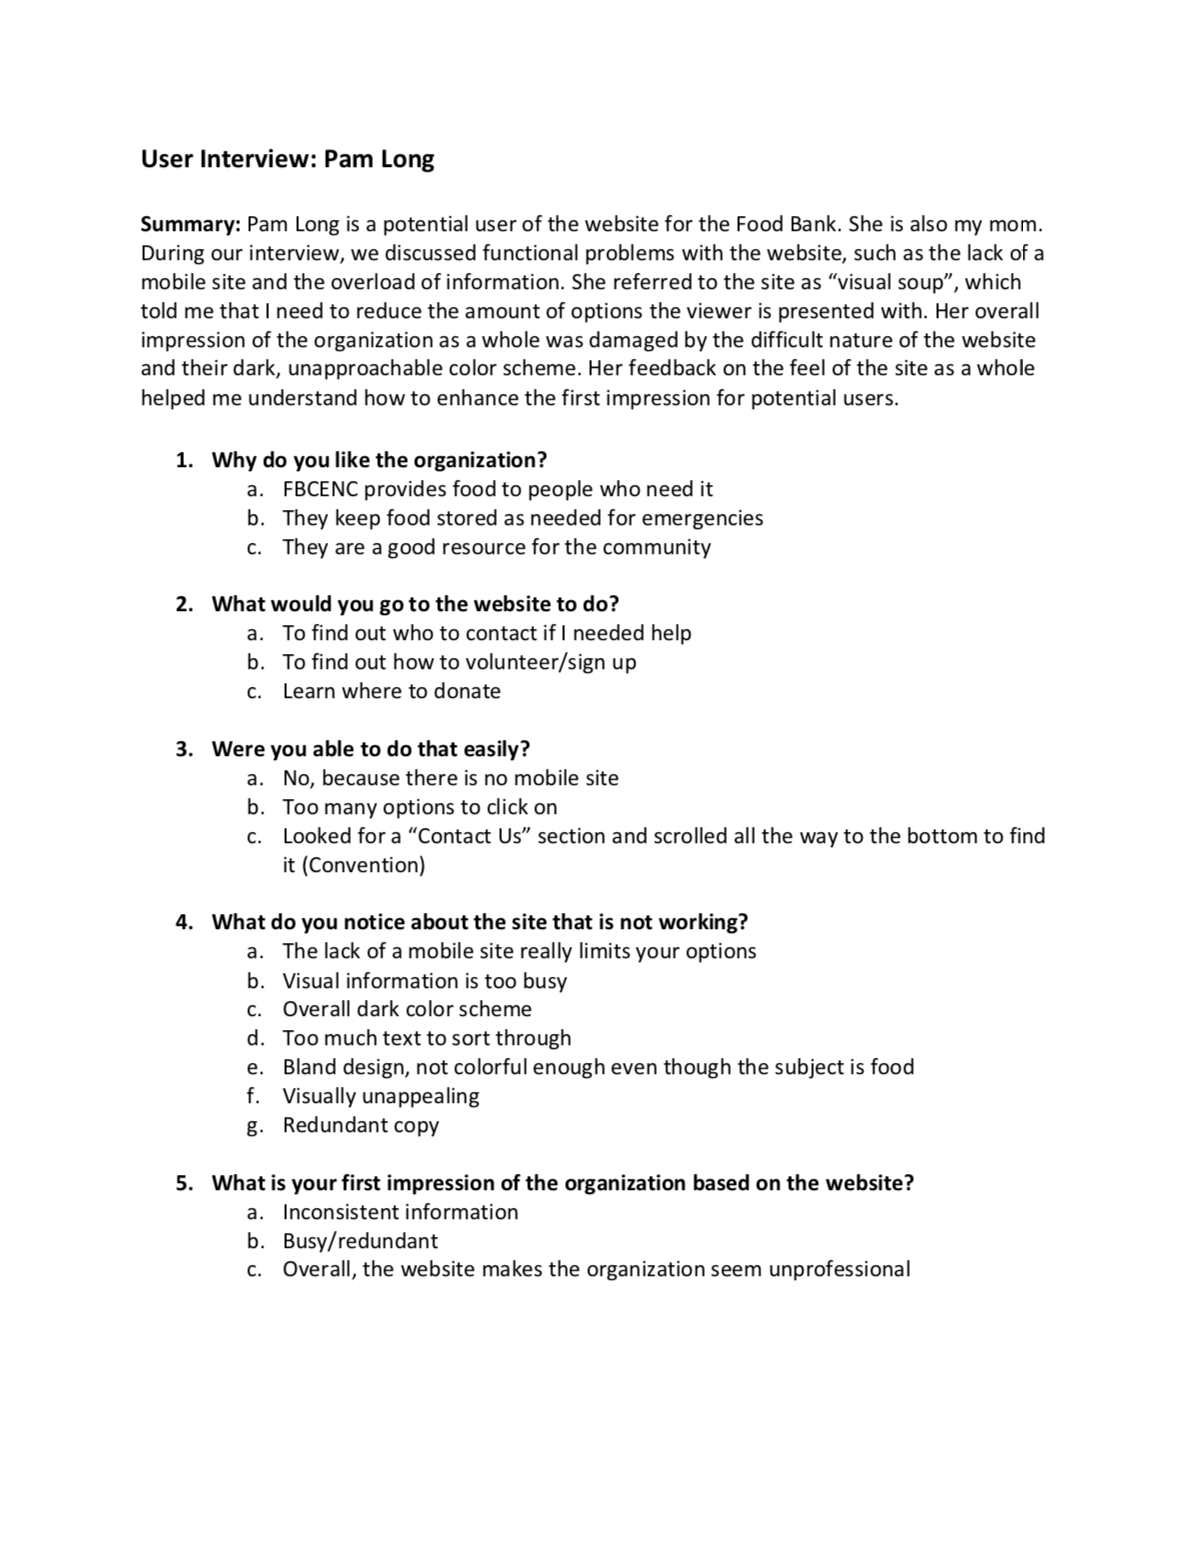 User Interview: Pam Long
Summary: Pam Long is a potential user of the website for the Food Bank. She is also my mom.
During our interview, we discussed functional problems with the website, such as the lack of a
mobile site and the overload of information. She referred to the site as “visual soup”, which
told me that I need to reduce the amount of options the viewer is presented with. Her overall
impression of the organization as a whole was damaged by the difficult nature of the website
and their dark, unapproachable color scheme. Her feedback on the feel of the site as a whole
helped me understand how to enhance the first impression for potential users.
1. Why do you like the organization?
a. FBCENC provides food to people who need it
b. They keep food stored as needed for emergencies
c. They are a good resource for the community
2. What would you go to the website to do?
a. To find out who to contact if I needed help
b. To find out how to volunteer/sign up
c. Learn where to donate
3. Were you able to do that easily?
a. No, because there is no mobile site
b. Too many options to click on
c. Looked for a “Contact Us” section and scrolled all the way to the bottom to find
it (Convention)
4. What do you notice about the site that is not working?
a. The lack of a mobile site really limits your options
b. Visual information is too busy
c. Overall dark color scheme
d. Too much text to sort through
e. Bland design, not colorful enough even though the subject is food
f. Visually unappealing
g. Redundant copy
5. What is your first impression of the organization based on the website?
a. Inconsistent information
b. Busy/redundant
c. Overall, the website makes the organization seem unprofessional